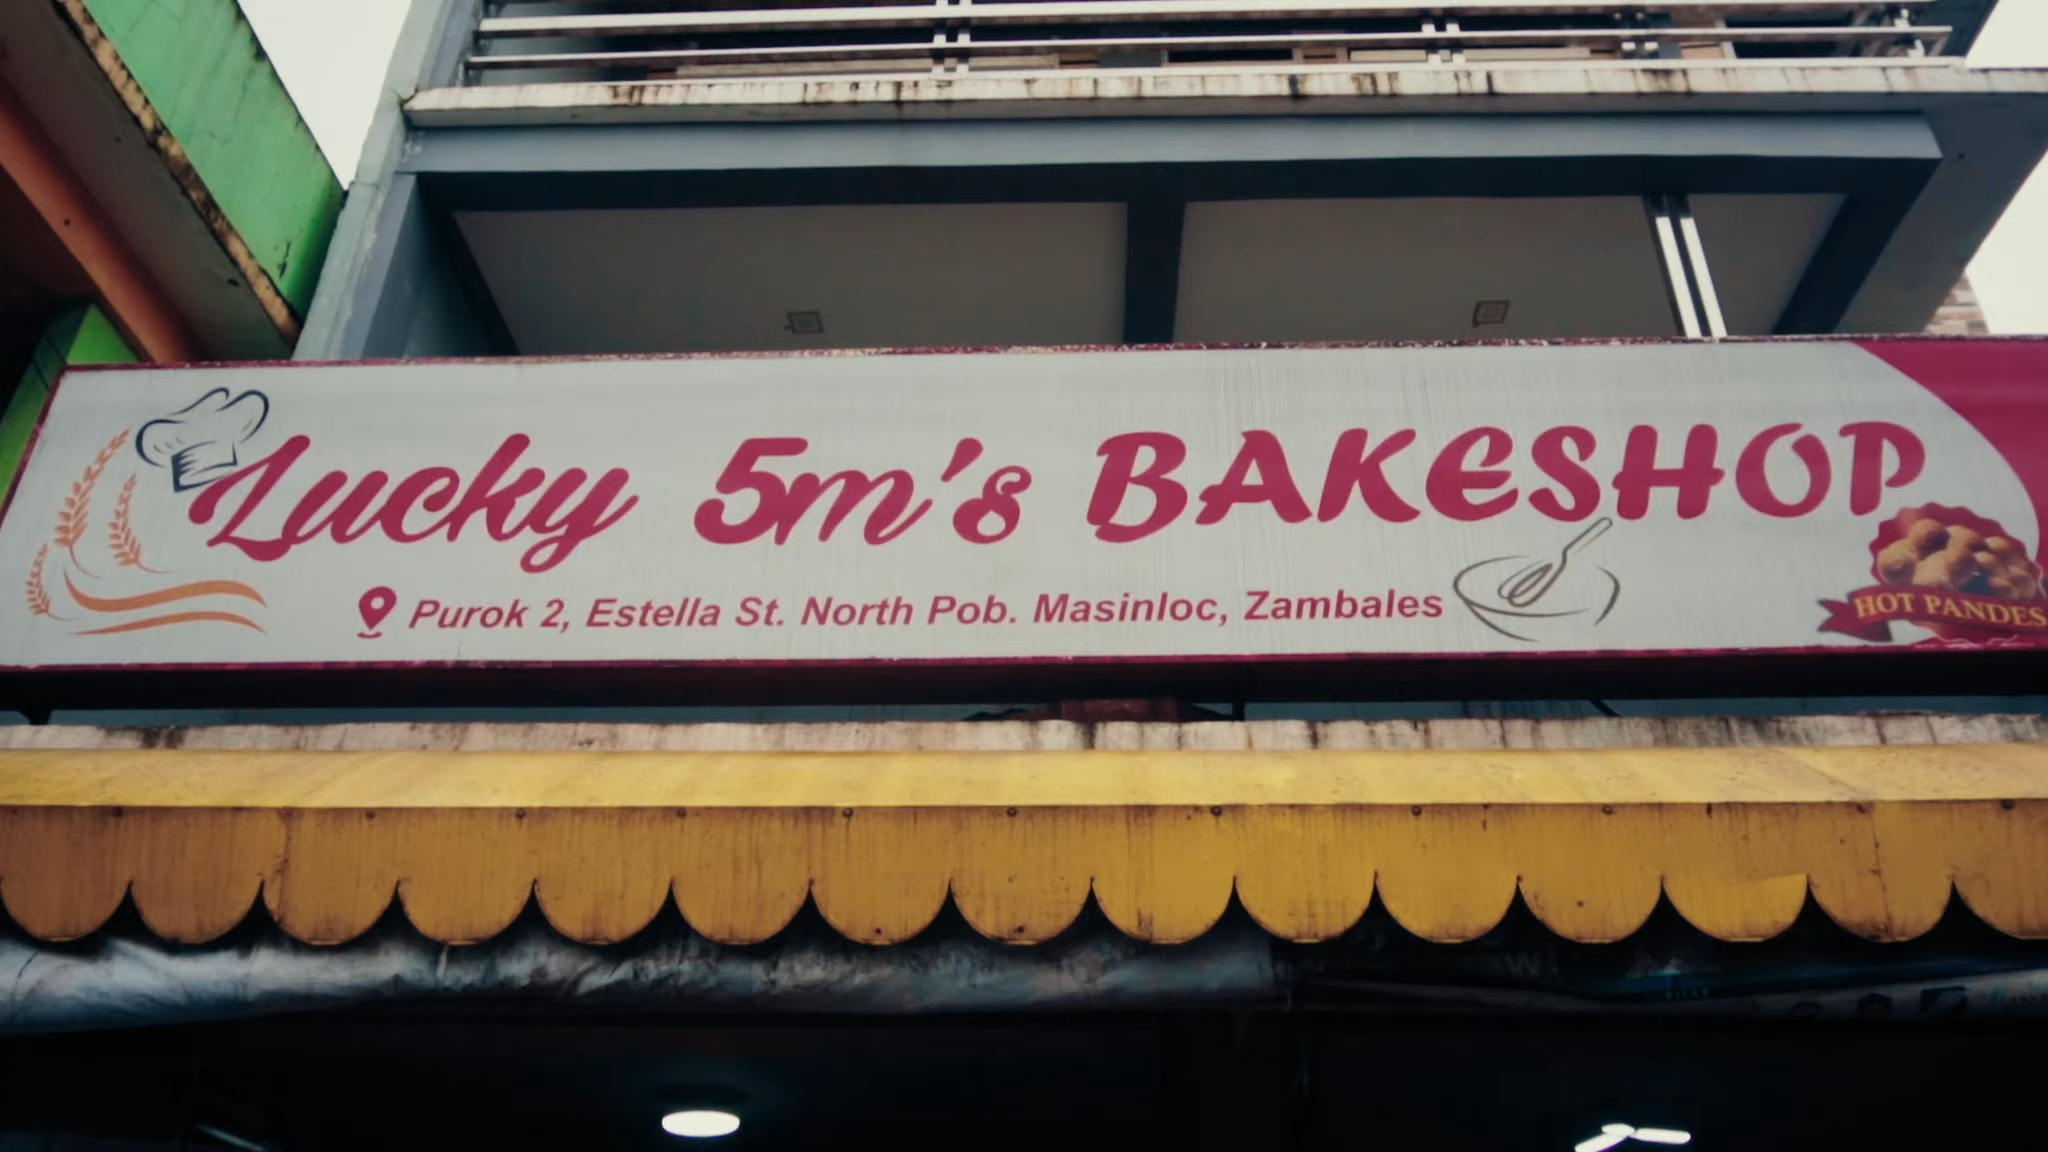 Lucky 5m's BAKESHOP
Purok 2, Estella St. North Pob. Masinloc, Zambales
HOT PANDES